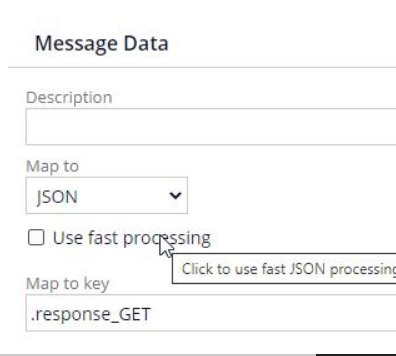 Message Data
Description
Map to
JSON
Use fast processing
Click to use fast JSON processing
Map to key
.response_GET